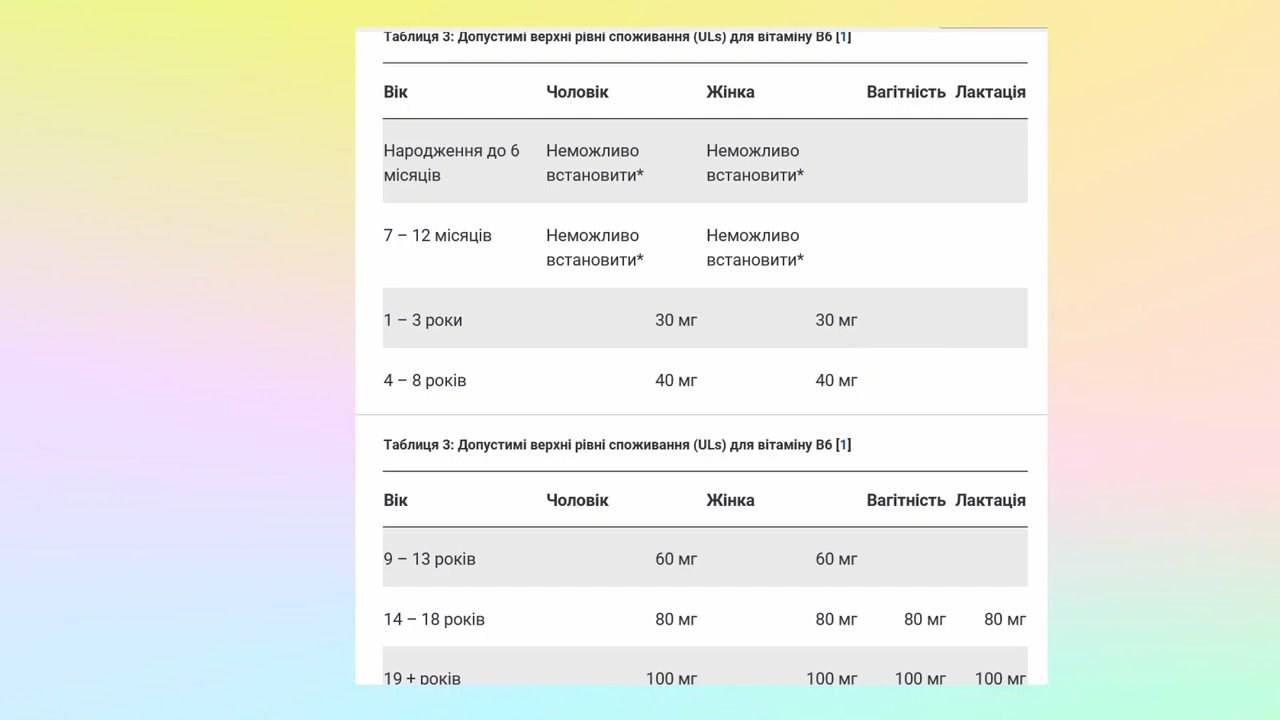 Таблиця 3: Допустимі верхні рівні споживання (ULs) для вітаміну B6 [1]
Вік Чоловік Жінка Вагітність Лактація
Народження до 6 місяців Неможливо встановити* Неможливо встановити*
7 – 12 місяців Неможливо встановити* Неможливо встановити*
1 – 3 роки 30 мг 30 мг
4 – 8 років 40 мг 40 мг
Таблиця 3: Допустимі верхні рівні споживання (ULs) для вітаміну B6 [1]
Вік Чоловік Жінка Вагітність Лактація
9 – 13 років 60 мг 60 мг
14 – 18 років 80 мг 80 мг 80 мг 80 мг
19 + років 100 мг 100 мг 100 мг 100 мг